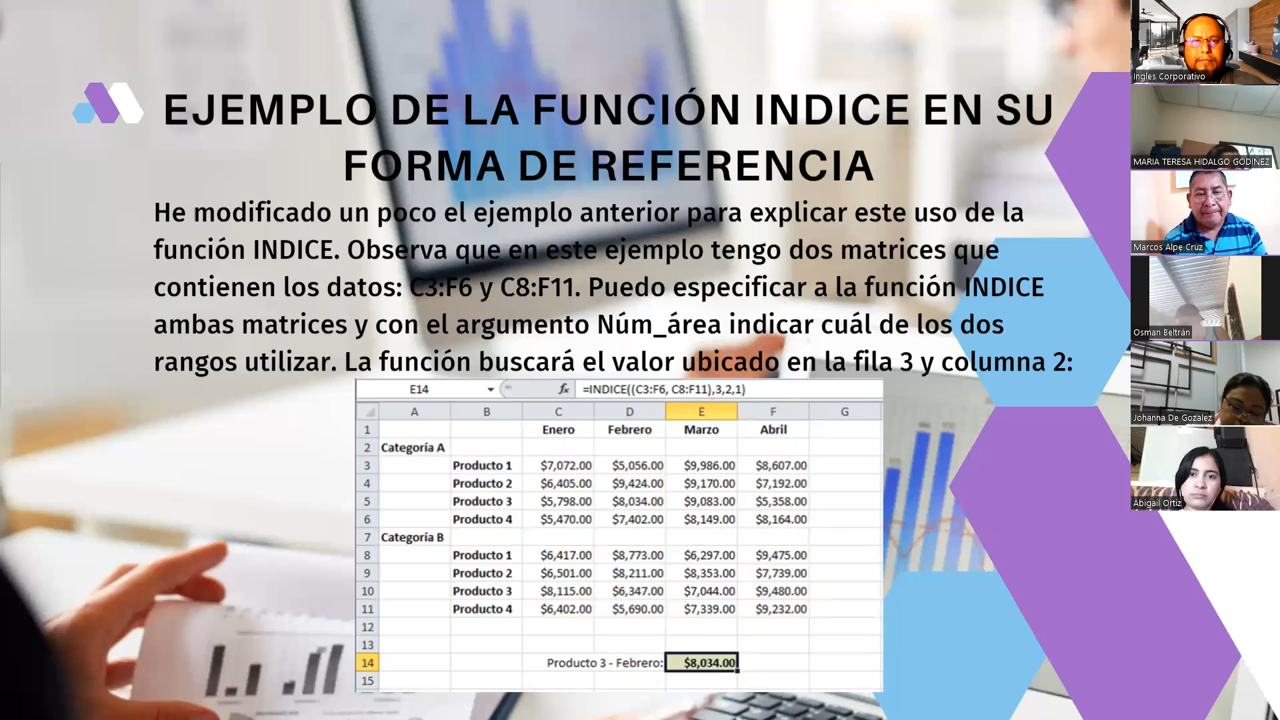 EJEMPLO DE LA FUNCIÓN INDICE EN SU
FORMA DE REFERENCIA
He modificado un poco el ejemplo anterior para explicar este uso de la
función INDICE. Observa que en este ejemplo tengo dos matrices que
contienen los datos: C3:F6 y C8:F11. Puedo especificar a la función INDICE
ambas matrices y con el argumento Núm_área indicar cuál de los dos
rangos utilizar. La función buscará el valor ubicado en la fila 3 y columna 2:
E14 fx =INDICE((C3:F6, C8:F11),3,2,1)
A B C D E F G
1 Enero Febrero Marzo Abril
2 Categoría A
3 Producto 1 $7,072.00 $5,056.00 $9,986.00 $8,607.00
4 Producto 2 $6,405.00 $9,424.00 $9,170.00 $7,192.00
5 Producto 3 $5,798.00 $8,034.00 $9,083.00 $5,358.00
6 Producto 4 $5,470.00 $7,402.00 $8,149.00 $8,164.00
7 Categoría B
8 Producto 1 $6,417.00 $8,773.00 $6,297.00 $9,475.00
9 Producto 2 $6,501.00 $8,211.00 $8,353.00 $7,739.00
10 Producto 3 $8,115.00 $6,347.00 $7,044.00 $9,480.00
11 Producto 4 $6,402.00 $5,690.00 $7,339.00 $9,232.00
12
13
14 Producto 3 - Febrero: $8,034.00
15
Ingles Corporativo
MARIA TERESA HIDALGO GODINEZ
Marcos Alpe Cruz
Osman Beltrán
Johanna De Gozález
Abigail Ortiz